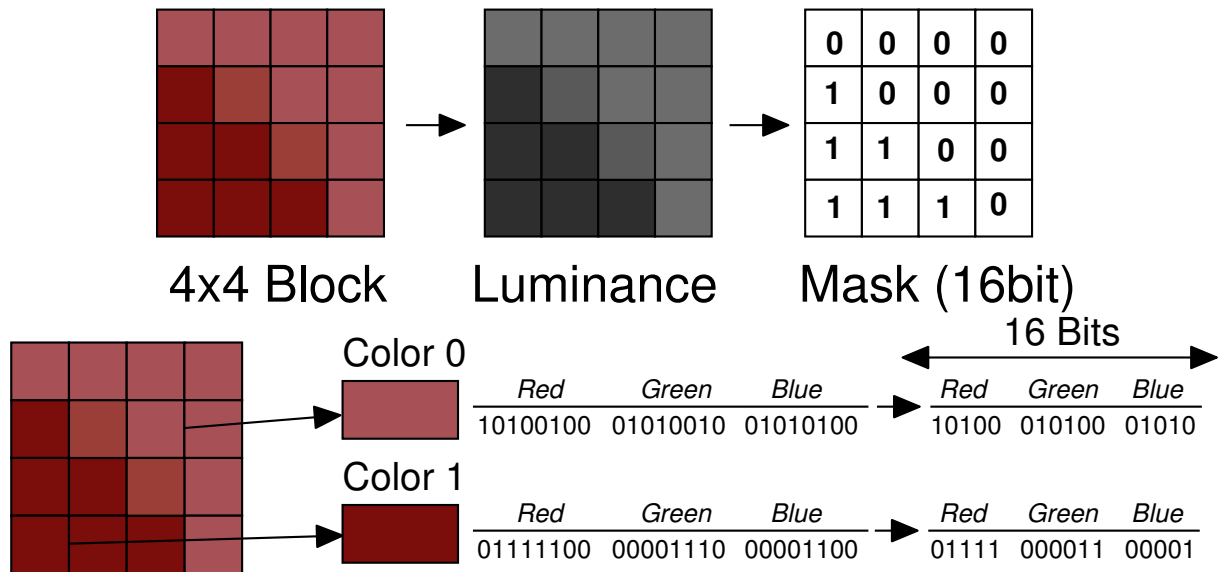 0 0 0 0
1 0 0 0
1 1 0 0
1 1 1 0
4x4 Block Luminance Mask (16bit)
16 Bits
Color 0
Red Green Blue Red Green Blue
10100100 01010010 01010100 10100 010100 01010
Color 1
Red Green Blue Red Green Blue
01111100 00001110 00001100 01111 000011 00001